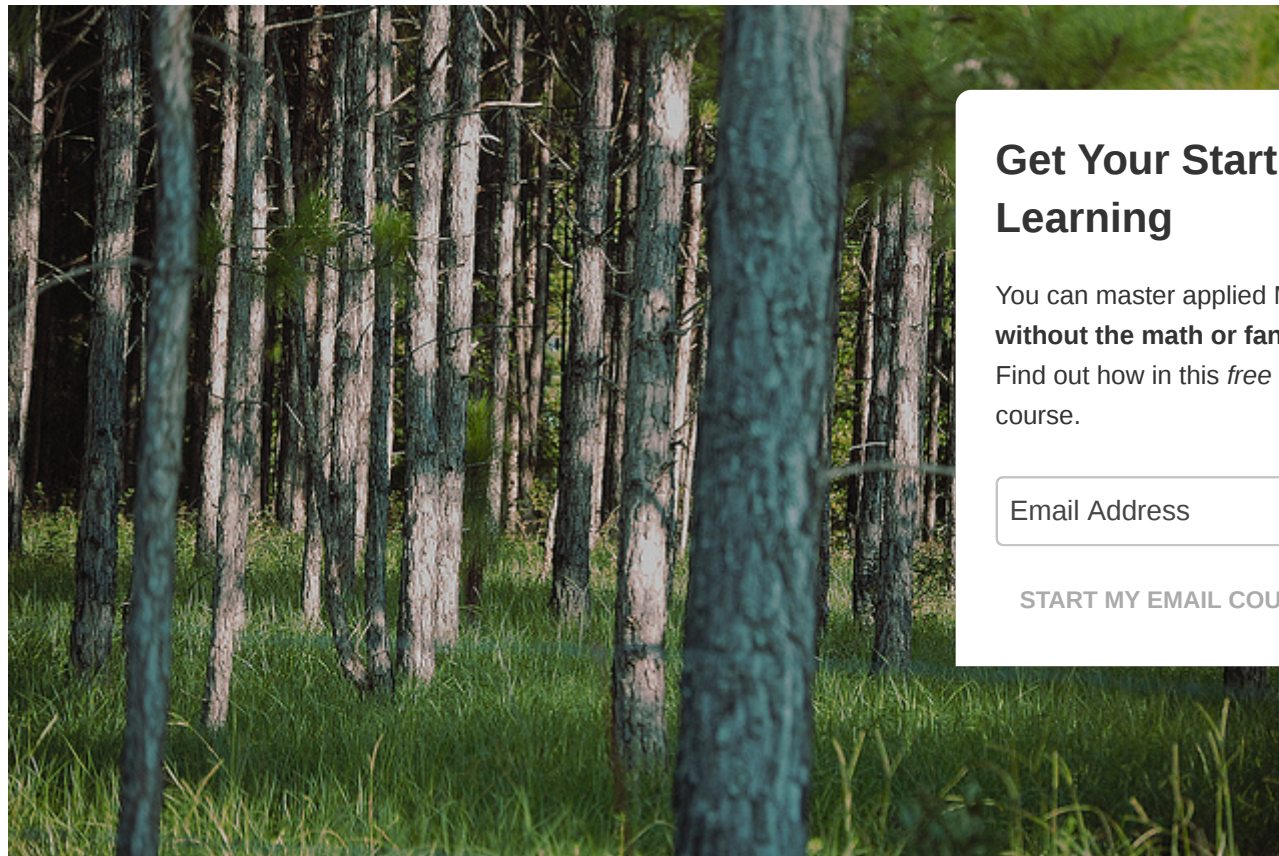 Get Your Start
Learning
You can master applied
without the math or
Find out how in this free
course.
Email Address
START MY EMAIL